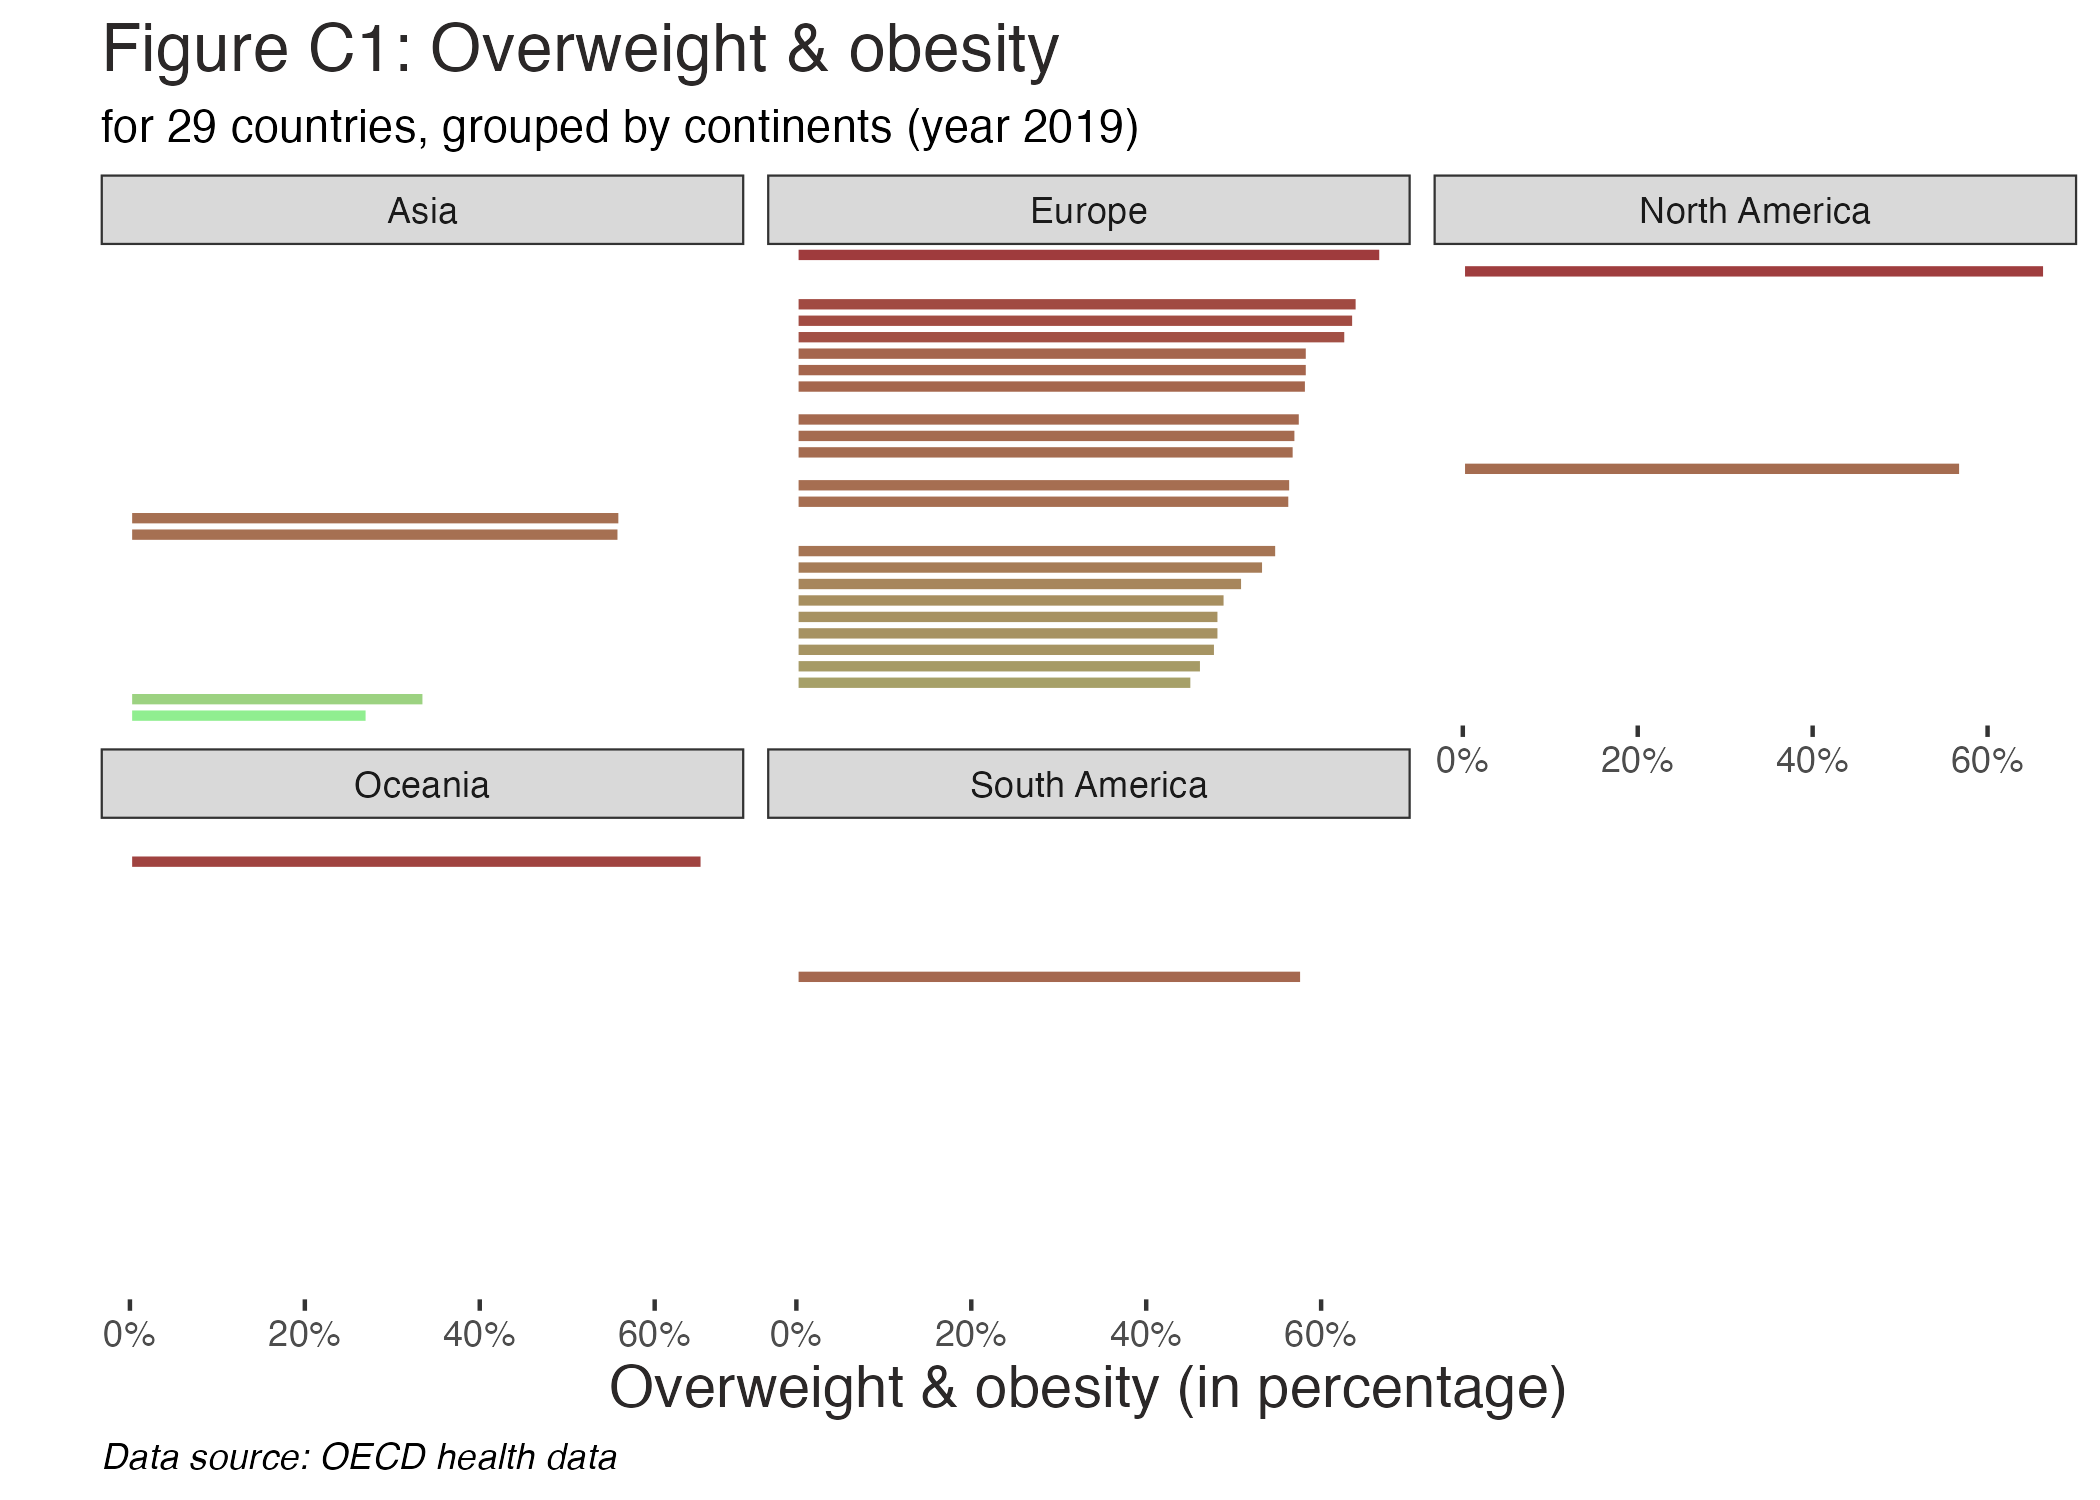 Figure C1: Overweight & obesity
for 29 countries, grouped by continents (year 2019)
Asia
Europe
North America
0% 20% 40% 60%
Oceania
South America
0% 20% 40% 60%
0% 20% 40% 60%
Overweight & obesity (in percentage)
Data source: OECD health data